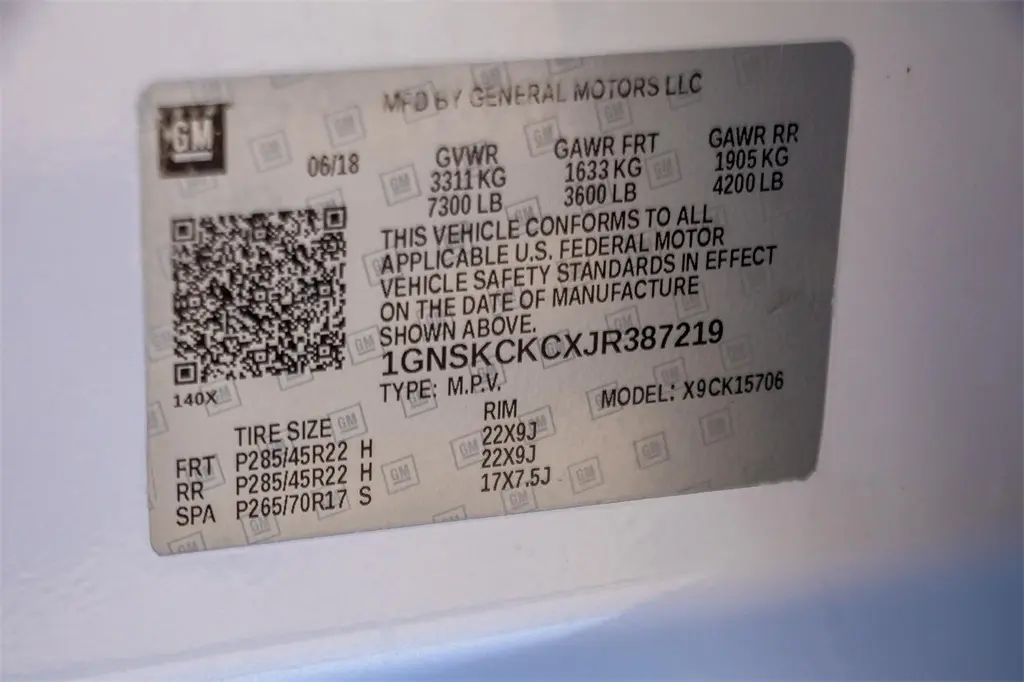 MFD BY GENERAL MOTORS LLC
GM
06/18
GVWR GAWR FRT GAWR RR
3311 KG 1633 KG 1905 KG
7300 LB 3600 LB 4200 LB
THIS VEHICLE CONFORMS TO ALL
APPLICABLE U.S. FEDERAL MOTOR
VEHICLE SAFETY STANDARDS IN EFFECT
ON THE DATE OF MANUFACTURE
SHOWN ABOVE.
1GNSKCKCXJR387219
140X
TYPE: M.P.V. MODEL: X9CK15706
TIRE SIZE RIM
FRT P285/45R22 H 22X9J
RR P285/45R22 H 22X9J
SPA P265/70R17 S 17X7.5J